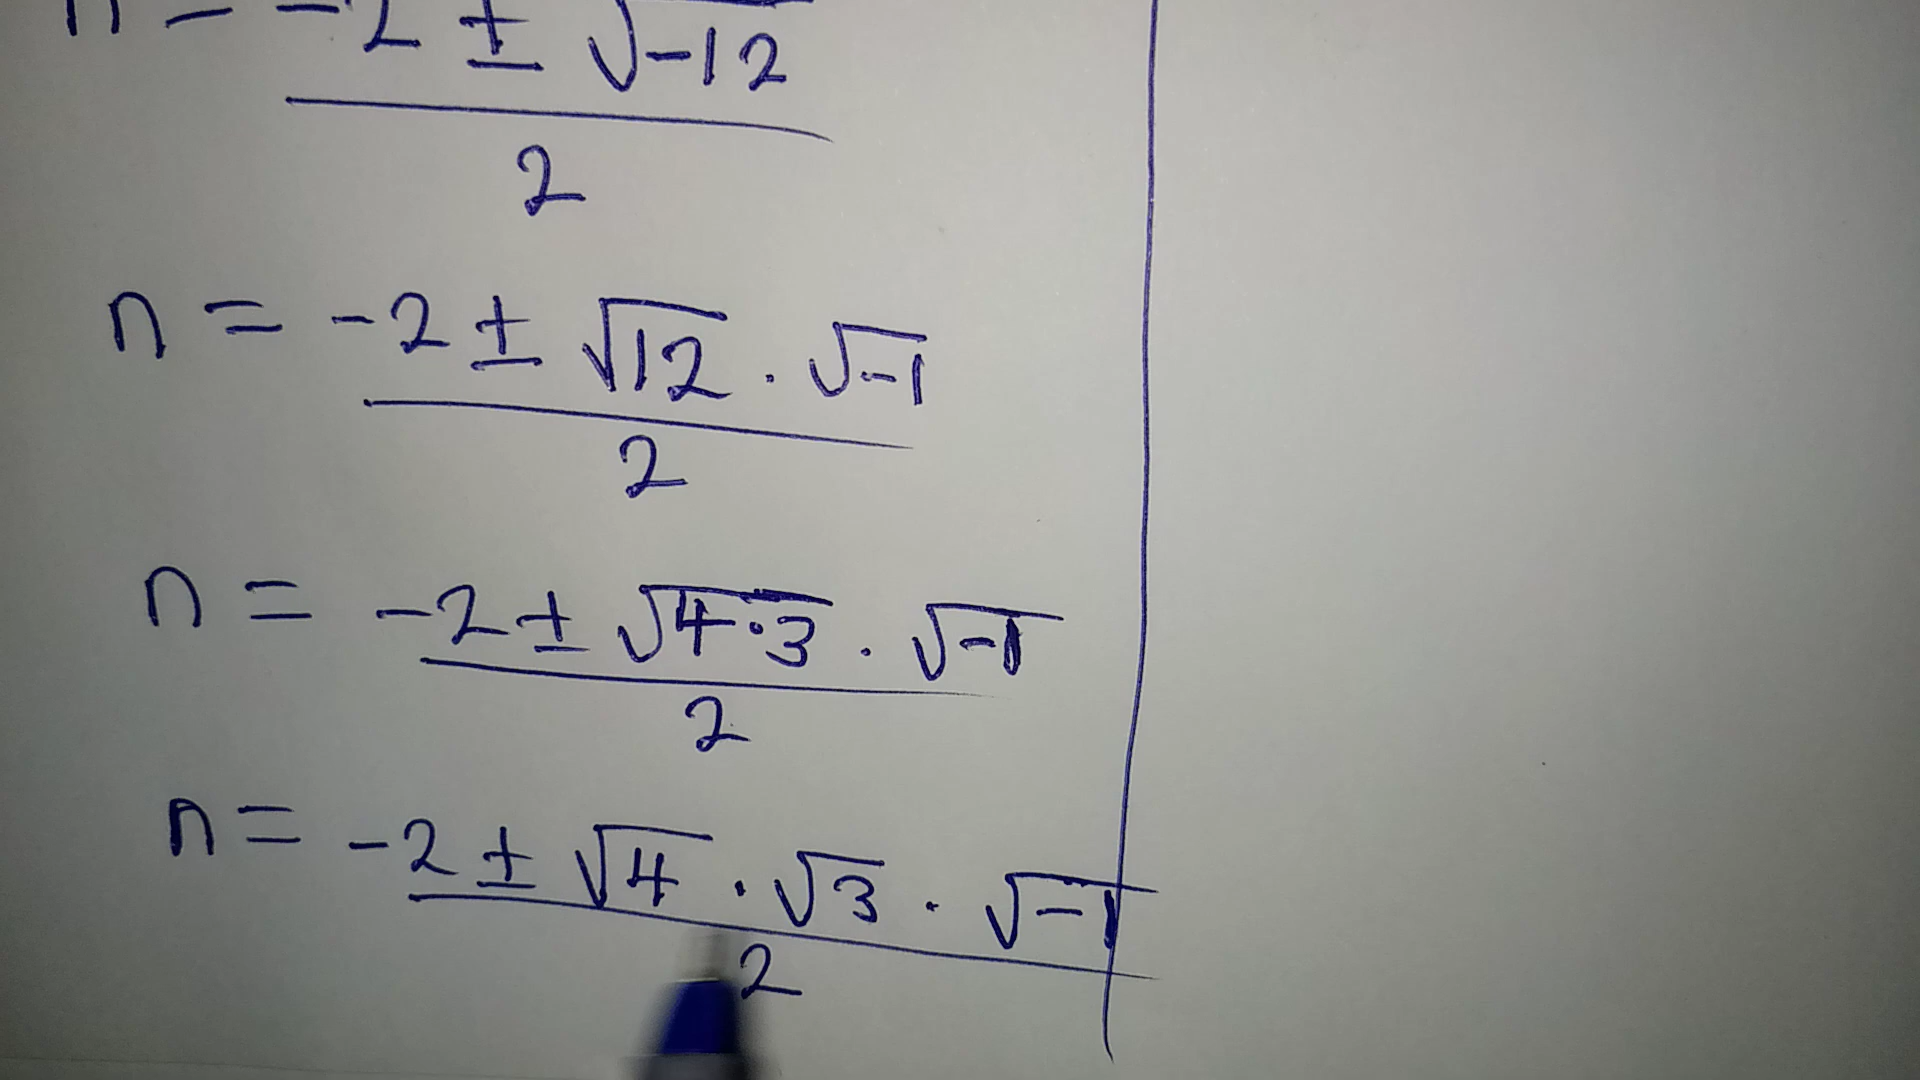 n = -2 ± √-12
2
n = -2 ± √12 . √-1
2
n = -2 ± √4·3 . √-1
2
n = -2 ± √4 . √3 . √-1
2